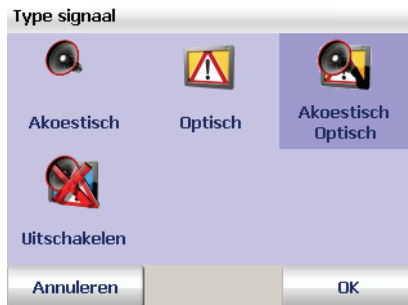 Type signaal
Akoestisch
Optisch
Akoestisch
Optisch
Uitschakelen
Annuleren
OK